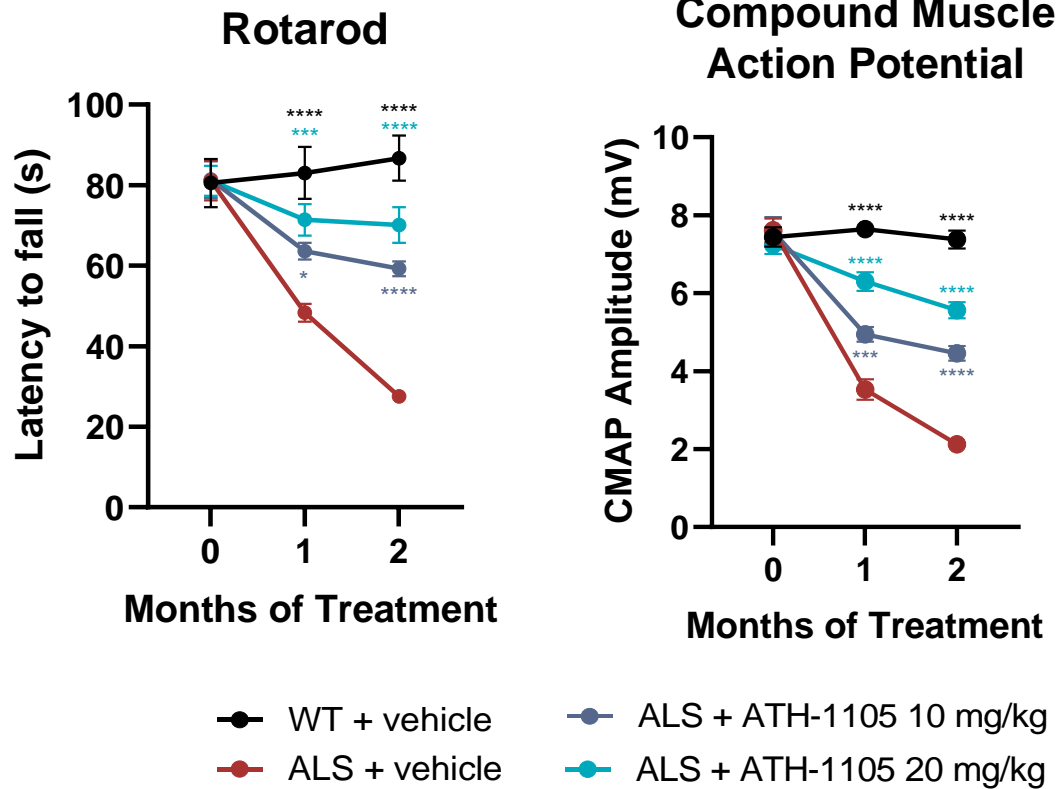 Rotarod
100
80
60
40
20
0
Latency to fall (s)
****
***
****
****
*
****
0 1 2
Months of Treatment
Compound Muscle
Action Potential
10
8
6
4
2
0
CMAP Amplitude (mV)
****
****
****
****
***
****
0 1 2
Months of Treatment
WT + vehicle
ALS + vehicle
ALS + ATH-1105 10 mg/kg
ALS + ATH-1105 20 mg/kg